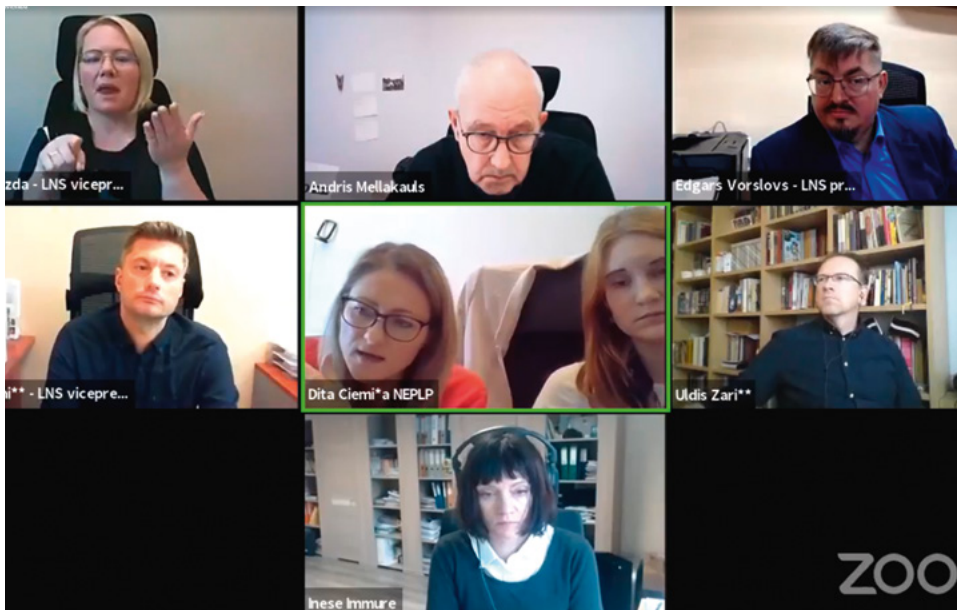 zda - LNS vicepr...
Andris Mellakauls
Edgars Vorslovs - LNS pr...
ni** - LNS vicepre...
Dita Ciemi*a NEPLP
Uldis Zari**
Inese Immure
ZOO